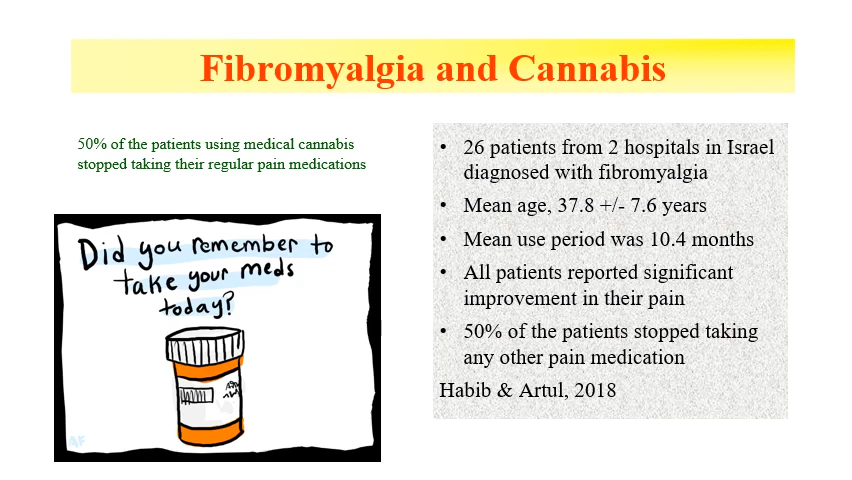 Fibromyalgia and Cannabis
50% of the patients using medical cannabis
stopped taking their regular pain medications
Did you remember to
take your meds
today?
• 26 patients from 2 hospitals in Israel
diagnosed with fibromyalgia
• Mean age, 37.8 +/- 7.6 years
• Mean use period was 10.4 months
• All patients reported significant
improvement in their pain
• 50% of the patients stopped taking
any other pain medication
Habib & Artul, 2018